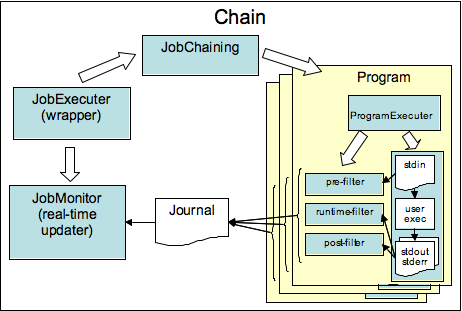 Chain
JobChaining
Program
JobExecuter
(wrapper)
ProgramExecuter
stdin
pre-filter
JobMonitor
(real-time
updater)
Journal
runtime-filter
user
exec
post-filter
stdout
stderr